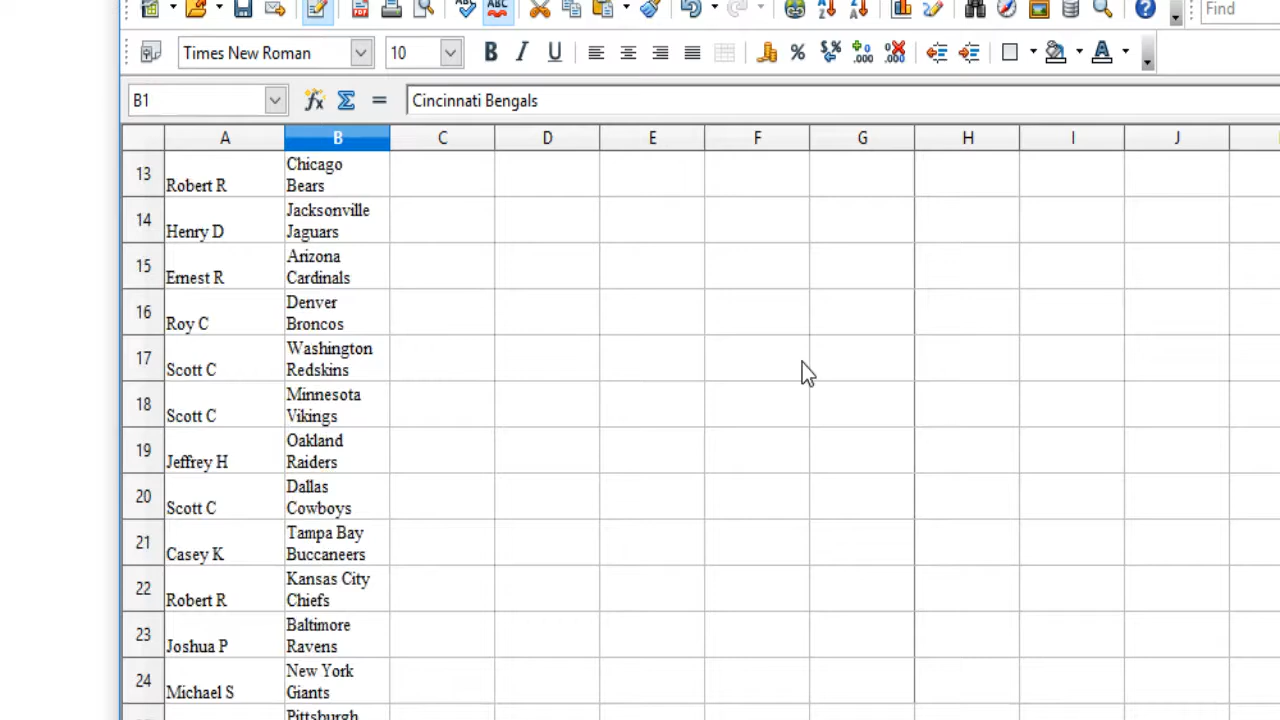 Find
Times New Roman
10
B I U
%
B1
=
Cincinnati Bengals
A B C D E F G H I J
13 Robert R Chicago
Bears
14 Henry D Jacksonville
Jaguars
15 Ernest R Arizona
Cardinals
16 Roy C Denver
Broncos
17 Scott C Washington
Redskins
18 Scott C Minnesota
Vikings
19 Jeffrey H Oakland
Raiders
20 Scott C Dallas
Cowboys
21 Casey K Tampa Bay
Buccaneers
22 Robert R Kansas City
Chiefs
23 Joshua P Baltimore
Ravens
24 Michael S New York
Giants
Pittsburgh